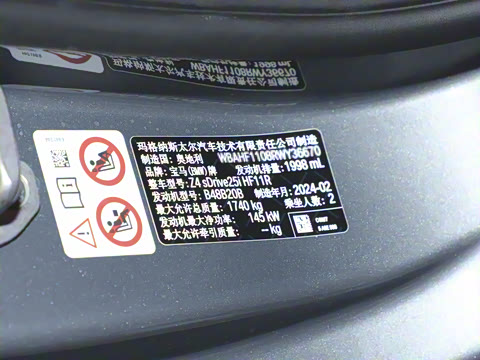 玛格纳斯太尔汽车技术有限责任公司制造
制造国：奥地利 WBAHF1108RWY36670
品牌：宝马(BMW)牌 发动机排量：1998 mL
整车型号：Z4 sDrive25i HF11R
发动机型号：B48B20B 制造年月：2024-02
最大允许总质量：1740 kg 乘坐人数：2
发动机最大净功率：145 kW
最大允许牵引质量：– kg